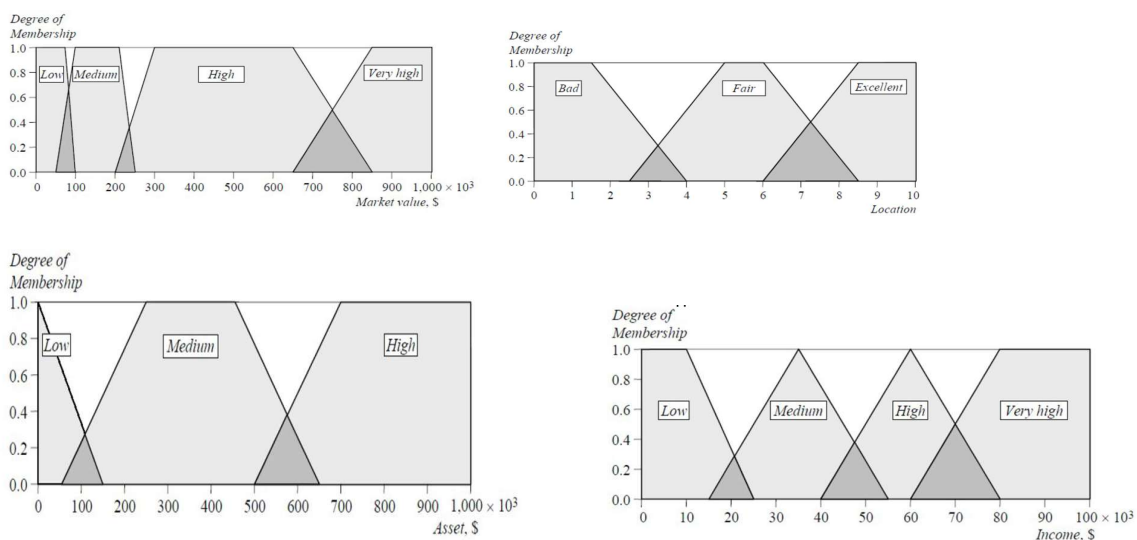 Degree of
Membership
1.0
0.8
0.6
0.4
0.2
0.0
Low
Medium
High
Very high
0 100 200 300 400 500 600 700 800 900 1,000 × 10³
Market value, $
Degree of
Membership
1.0
0.8
0.6
0.4
0.2
0.0
Bad
Fair
Excellent
0 1 2 3 4 5 6 7 8 9 10
Location
Degree of
Membership
1.0
0.8
0.6
0.4
0.2
0.0
Low
Medium
High
0 100 200 300 400 500 600 700 800 900 1,000 × 10³
Asset, $
Degree of
Membership
1.0
0.8
0.6
0.4
0.2
0.0
Low
Medium
High
Very high
0 10 20 30 40 50 60 70 80 90 100 × 10³
Income, $